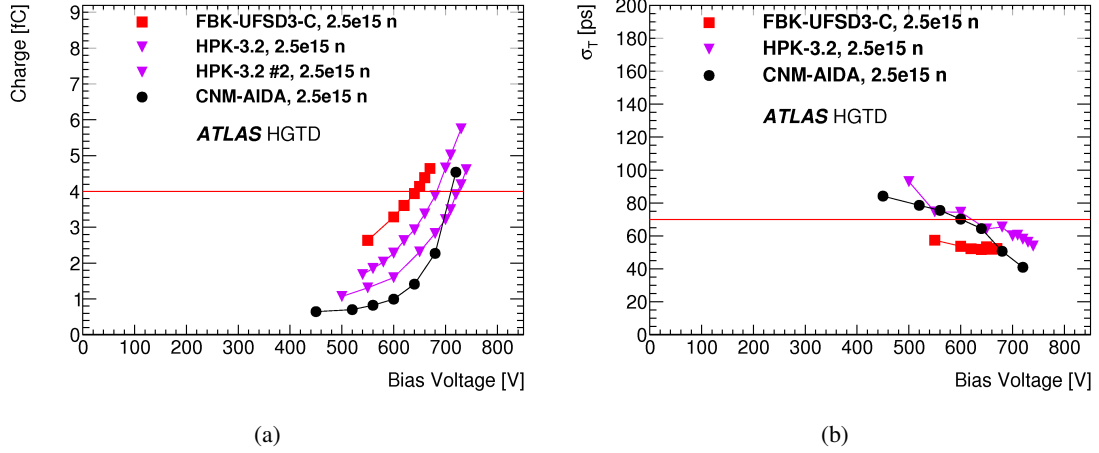 Charge [fC]
9
8
7
6
5
4
3
2
1
0
FBK-UFSD3-C, 2.5e15 n
HPK-3.2, 2.5e15 n
HPK-3.2 #2, 2.5e15 n
CNM-AIDA, 2.5e15 n
ATLAS HGTD
0 100 200 300 400 500 600 700 800
Bias Voltage [V]
(a)
σT [ps]
200
180
160
140
120
100
80
60
40
20
0
FBK-UFSD3-C, 2.5e15 n
HPK-3.2, 2.5e15 n
CNM-AIDA, 2.5e15 n
ATLAS HGTD
0 100 200 300 400 500 600 700 800
Bias Voltage [V]
(b)